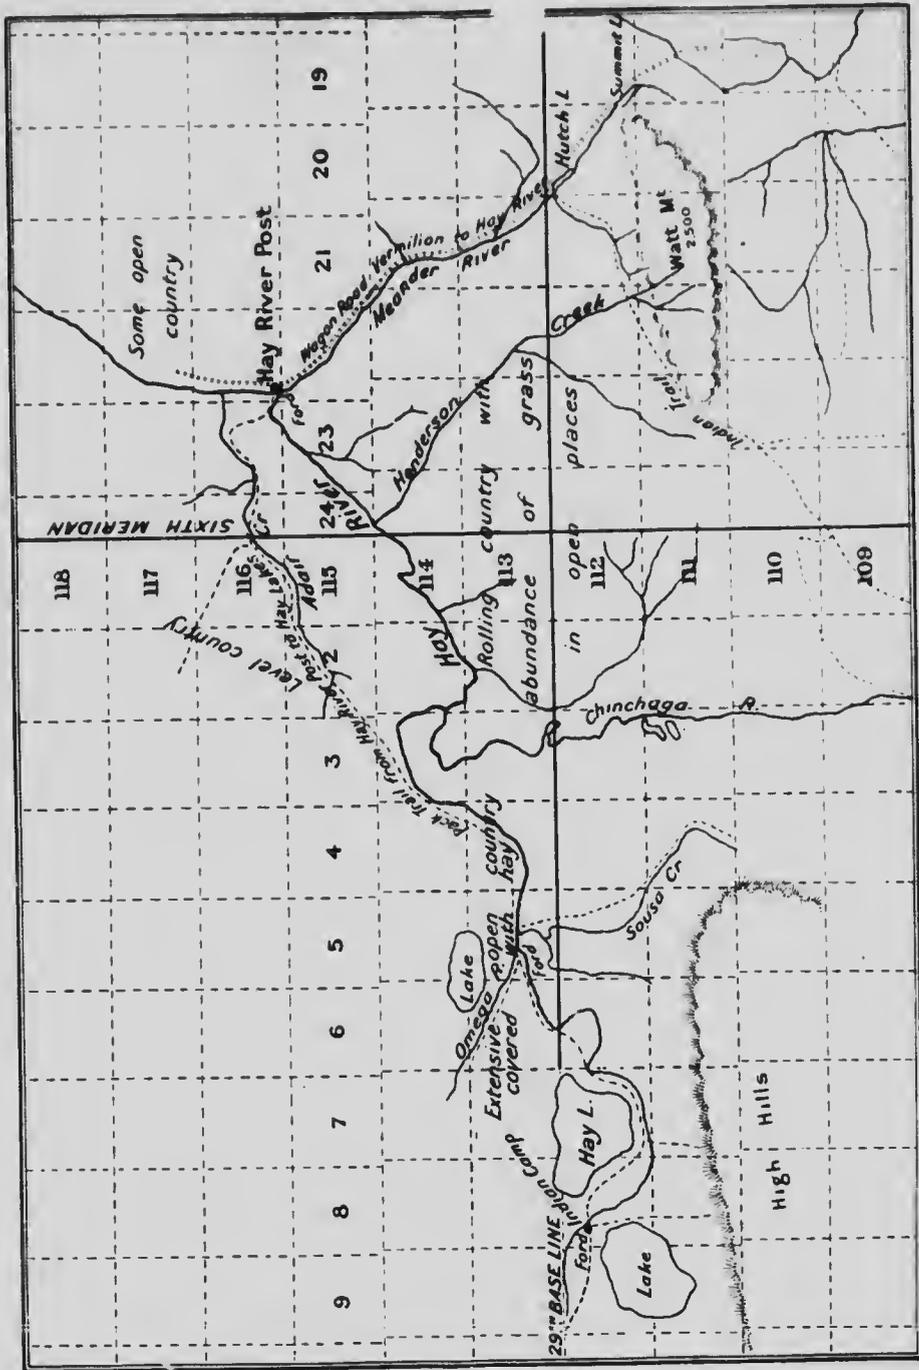 118
117
116
115
114
113
112
111
110
109
SIXTH MERIDAN
19
20
21
23
24
2
3
4
5
6
7
8
9
Some open
country
Hay River Post
Ford
Wagon Road Vermilion to Hay River
Meander River
Hutch L
Summit L
Watt Mt
2.500
Indian Trail
Henderson Creek
Hay River
Adair Cr
Level country
Pack Trail from Hay River Post to Hay Lakes
Hay
Rolling country with
abundance of grass
in open places
Chinchaga R.
Sousa Cr
Lake
Omega R.
Extensive open country
covered with hay
Ford
29TH BASE LINE
Indian Camp
Ford
Hay L.
Lake
High Hills